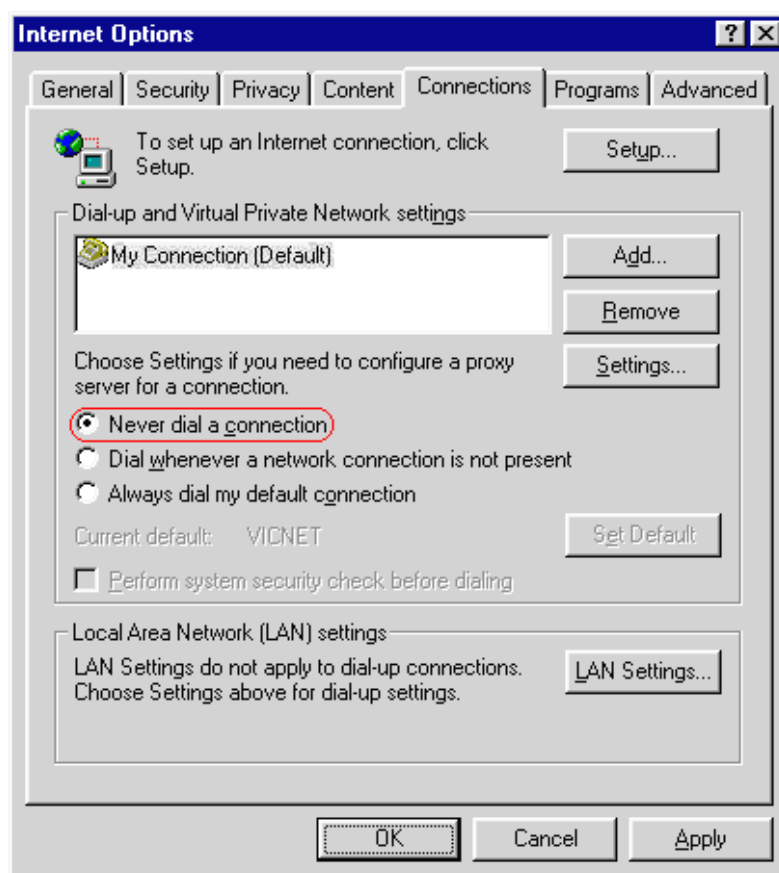 Internet Options
General Security Privacy Content Connections Programs Advanced
To set up an Internet connection, click
Setup.
Setup...
Dial-up and Virtual Private Network settings
My Connection (Default)
Add...
Remove
Choose Settings if you need to configure a proxy
server for a connection.
Settings...
Never dial a connection
Dial whenever a network connection is not present
Always dial my default connection
Current default: VICNET
Set Default
Perform system security check before dialing
Local Area Network (LAN) settings
LAN Settings do not apply to dial-up connections.
Choose Settings above for dial-up settings.
LAN Settings...
OK Cancel Apply